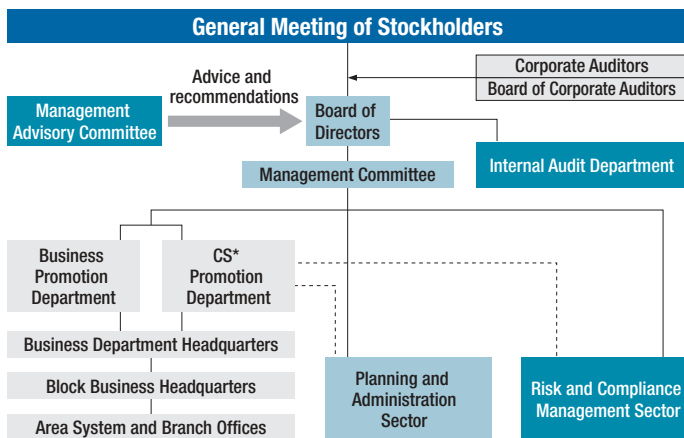 General Meeting of Stockholders
Corporate Auditors
Board of Corporate Auditors
Advice and
recommendations
Management
Advisory Committee
Board of
Directors
Internal Audit Department
Management Committee
Business
Promotion
Department
CS*
Promotion
Department
Business Department Headquarters
Block Business Headquarters
Area System and Branch Offices
Planning and
Administration
Sector
Risk and Compliance
Management Sector